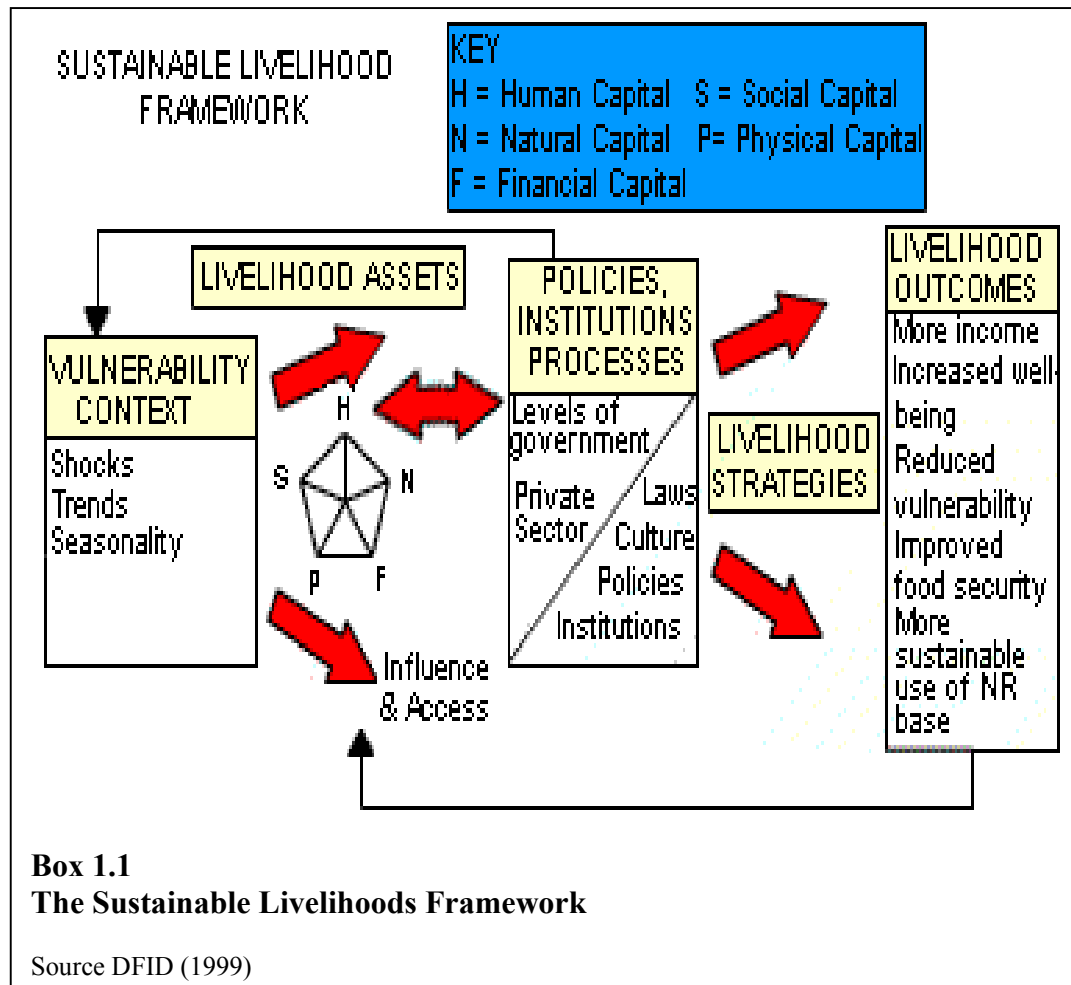 SUSTAINABLE LIVELIHOOD
FRAMEWORK
KEY
H = Human Capital S = Social Capital
N = Natural Capital P= Physical Capital
F = Financial Capital
LIVELIHOOD ASSETS
VULNERABILITY
CONTEXT
Shocks
Trends
Seasonality
H
S
N
P
F
Influence
& Access
POLICIES,
INSTITUTIONS
PROCESSES
Levels of
government
Private
Sector
Laws
Culture
Policies
Institutions
LIVELIHOOD
STRATEGIES
LIVELIHOOD
OUTCOMES
More income
Increased well-
being
Reduced
vulnerability
Improved
food security
More
sustainable
use of NR
base
Box 1.1
The Sustainable Livelihoods Framework
Source DFID (1999)